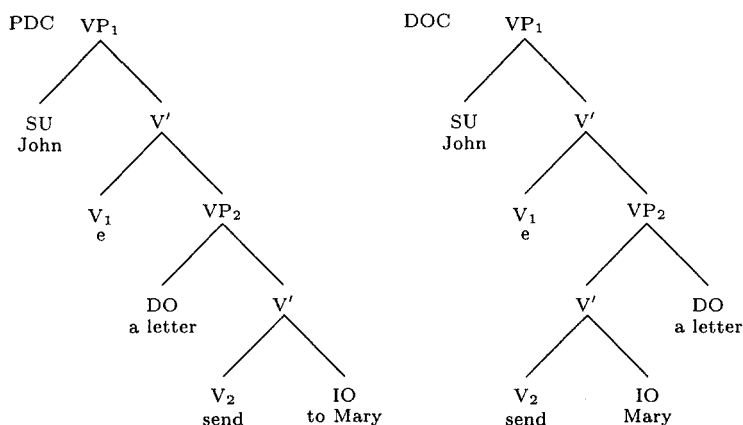 PDC VP₁ DOC VP₁
SU V′ SU V′
John John
V₁ VP₂ V₁ VP₂
e e
DO V′ V′ DO
a letter a letter
V₂ IO V₂ IO
send to Mary send Mary